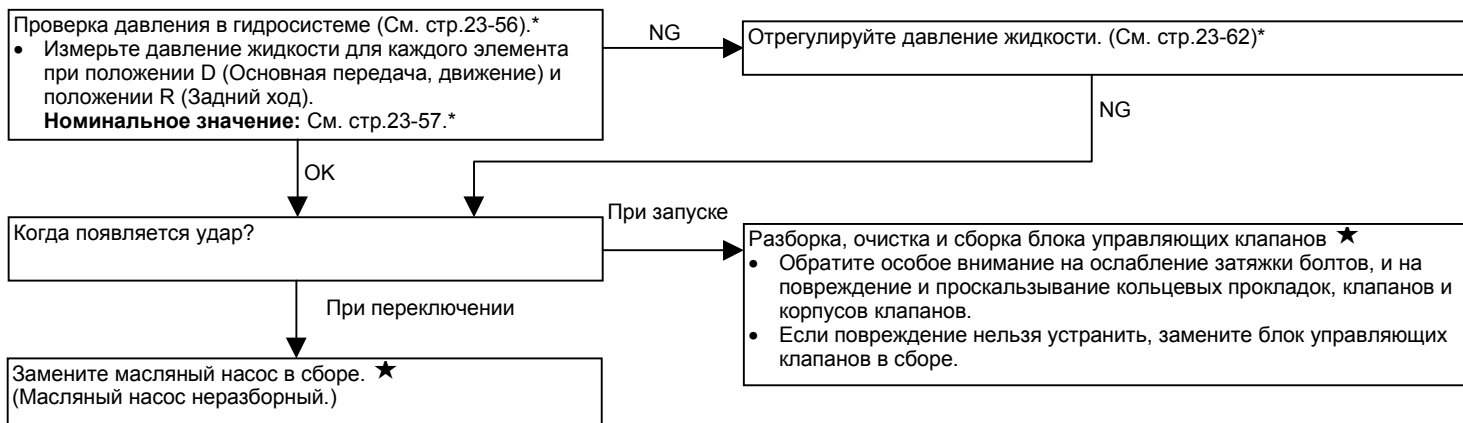 Проверка давления в гидросистеме (См. стр.23-56).*
• Измерьте давление жидкости для каждого элемента
при положении D (Основная передача, движение) и
положении R (Задний ход).
Номинальное значение: См. стр.23-57.*
NG
Отрегулируйте давление жидкости. (См. стр.23-62)*
NG
OK
Когда появляется удар?
При запуске
Разборка, очистка и сборка блока управляющих клапанов ★
• Обратите особое внимание на ослабление затяжки болтов, и на
повреждение и проскальзывание кольцевых прокладок, клапанов и
корпусов клапанов.
• Если повреждение нельзя устранить, замените блок управляющих
клапанов в сборе.
При переключении
Замените масляный насос в сборе. ★
(Масляный насос неразборный.)